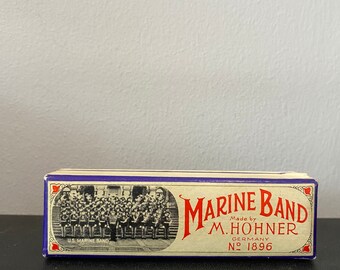 MARINE BAND
Made by
M. HOHNER
GERMANY
Nº 1896
U.S. MARINE BAND